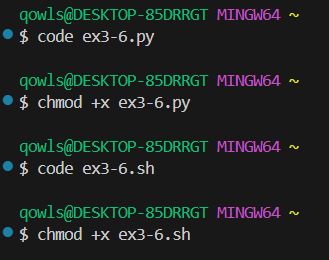 qowls@DESKTOP-85DRRGT MINGW64 ~
$ code ex3-6.py
qowls@DESKTOP-85DRRGT MINGW64 ~
$ chmod +x ex3-6.py
qowls@DESKTOP-85DRRGT MINGW64 ~
$ code ex3-6.sh
qowls@DESKTOP-85DRRGT MINGW64 ~
$ chmod +x ex3-6.sh